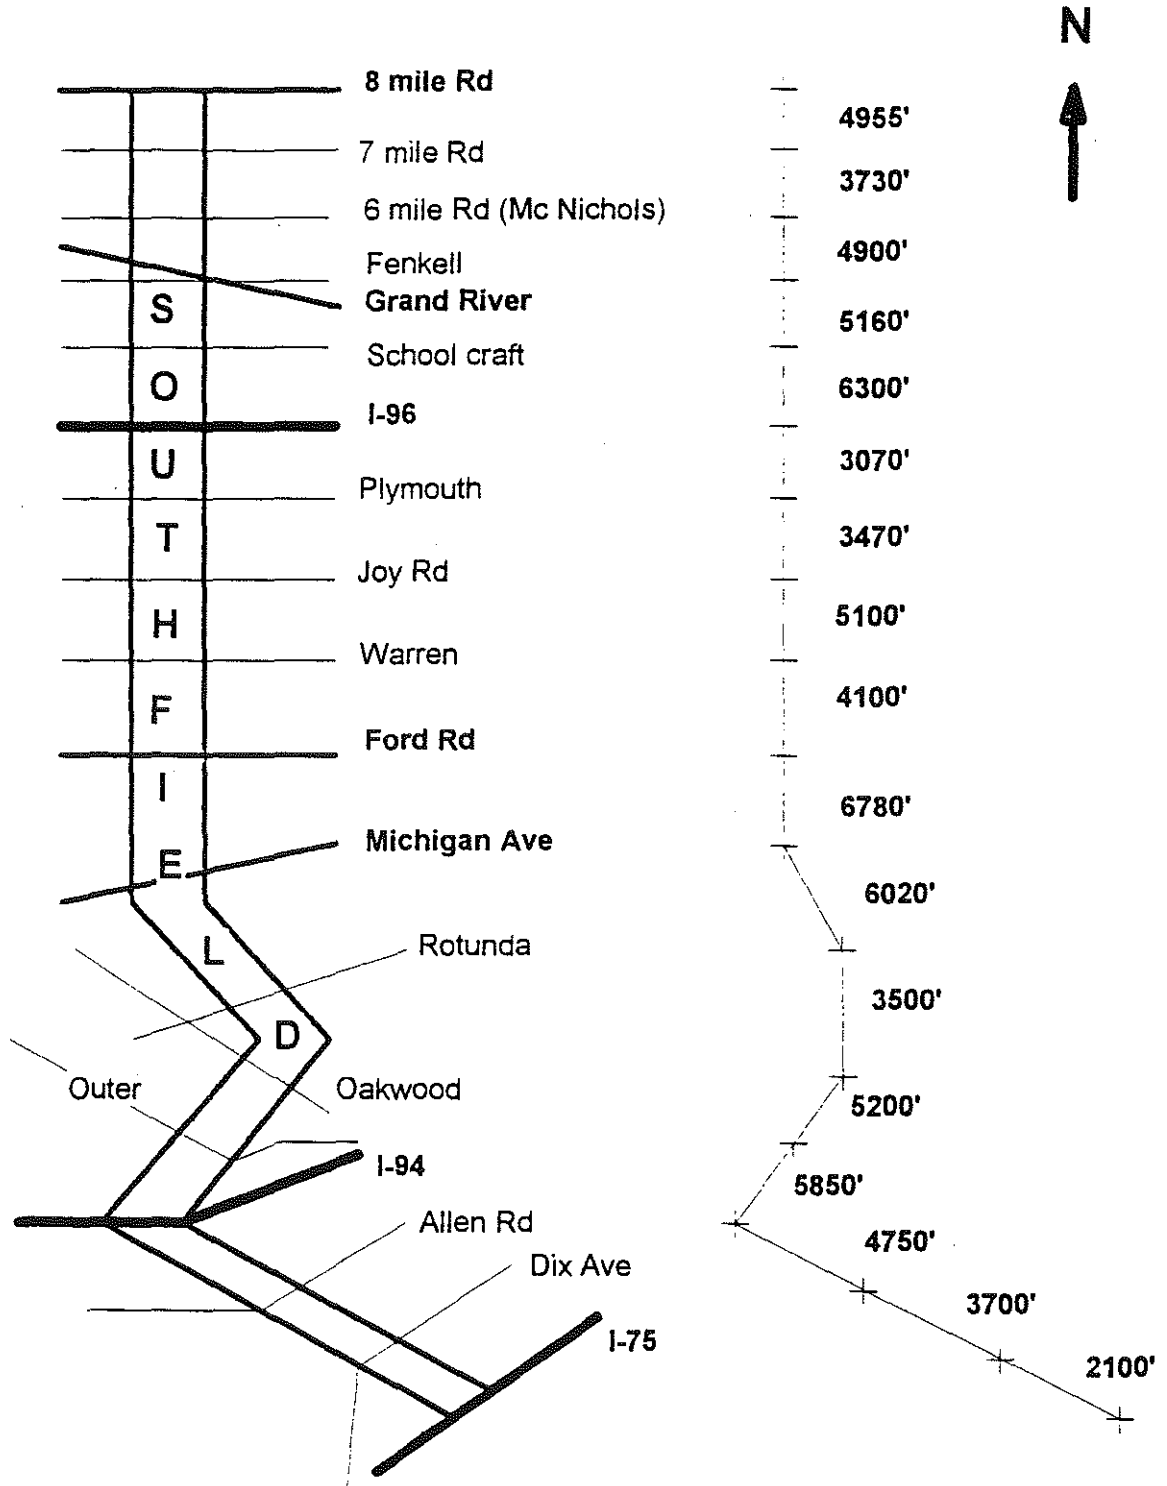 N
8 mile Rd
4955'
7 mile Rd
3730'
6 mile Rd (Mc Nichols)
4900'
Fenkell
Grand River
5160'
School craft
6300'
I-96
3070'
Plymouth
3470'
Joy Rd
5100'
Warren
4100'
Ford Rd
6780'
Michigan Ave
6020'
Rotunda
3500'
Outer
Oakwood
5200'
I-94
5850'
Allen Rd
4750'
Dix Ave
3700'
I-75
2100'
SOUTHFIELD